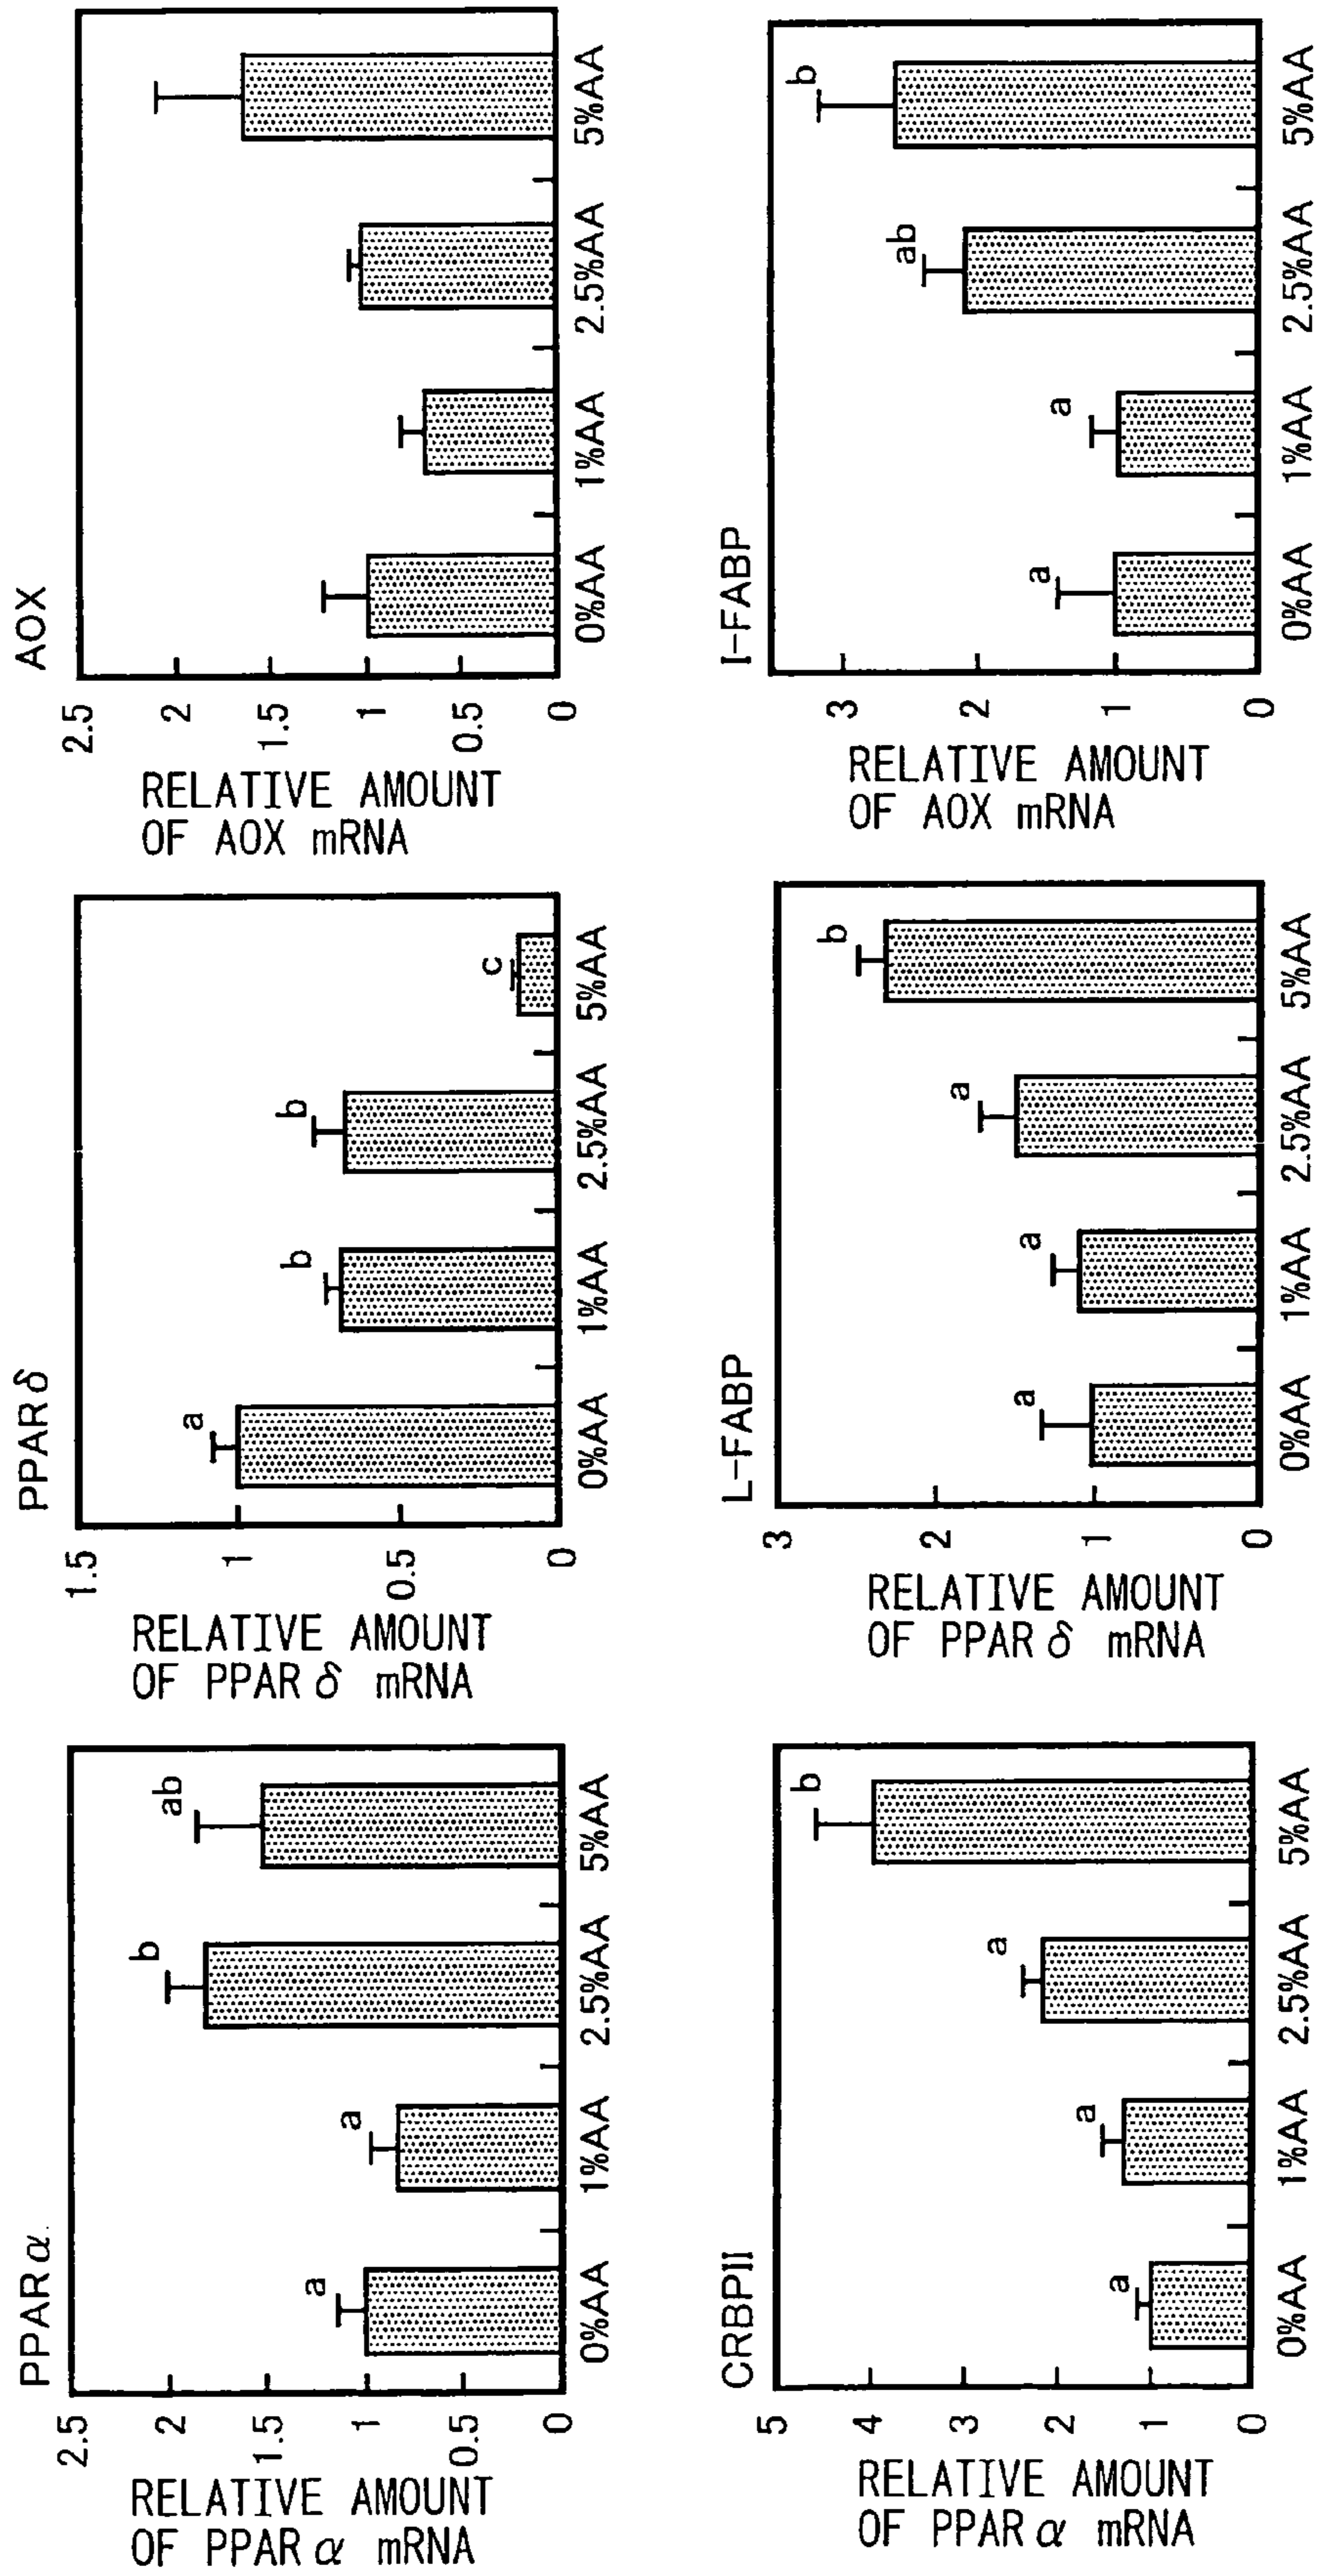 PPARα
RELATIVE AMOUNT
OF PPARα mRNA
2.5
2
1.5
1
0.5
0
a
a
b
ab
0%AA
1%AA
2.5%AA
5%AA
PPARδ
RELATIVE AMOUNT
OF PPARδ mRNA
1.5
1
0.5
0
a
b
b
c
0%AA
1%AA
2.5%AA
5%AA
AOX
RELATIVE AMOUNT
OF AOX mRNA
2.5
2
1.5
1
0.5
0
0%AA
1%AA
2.5%AA
5%AA
CRBPII
RELATIVE AMOUNT
OF PPARα mRNA
5
4
3
2
1
0
a
a
a
b
0%AA
1%AA
2.5%AA
5%AA
L-FABP
RELATIVE AMOUNT
OF PPARδ mRNA
3
2
1
0
a
a
a
b
0%AA
1%AA
2.5%AA
5%AA
I-FABP
RELATIVE AMOUNT
OF AOX mRNA
3
2
1
0
a
a
ab
b
0%AA
1%AA
2.5%AA
5%AA